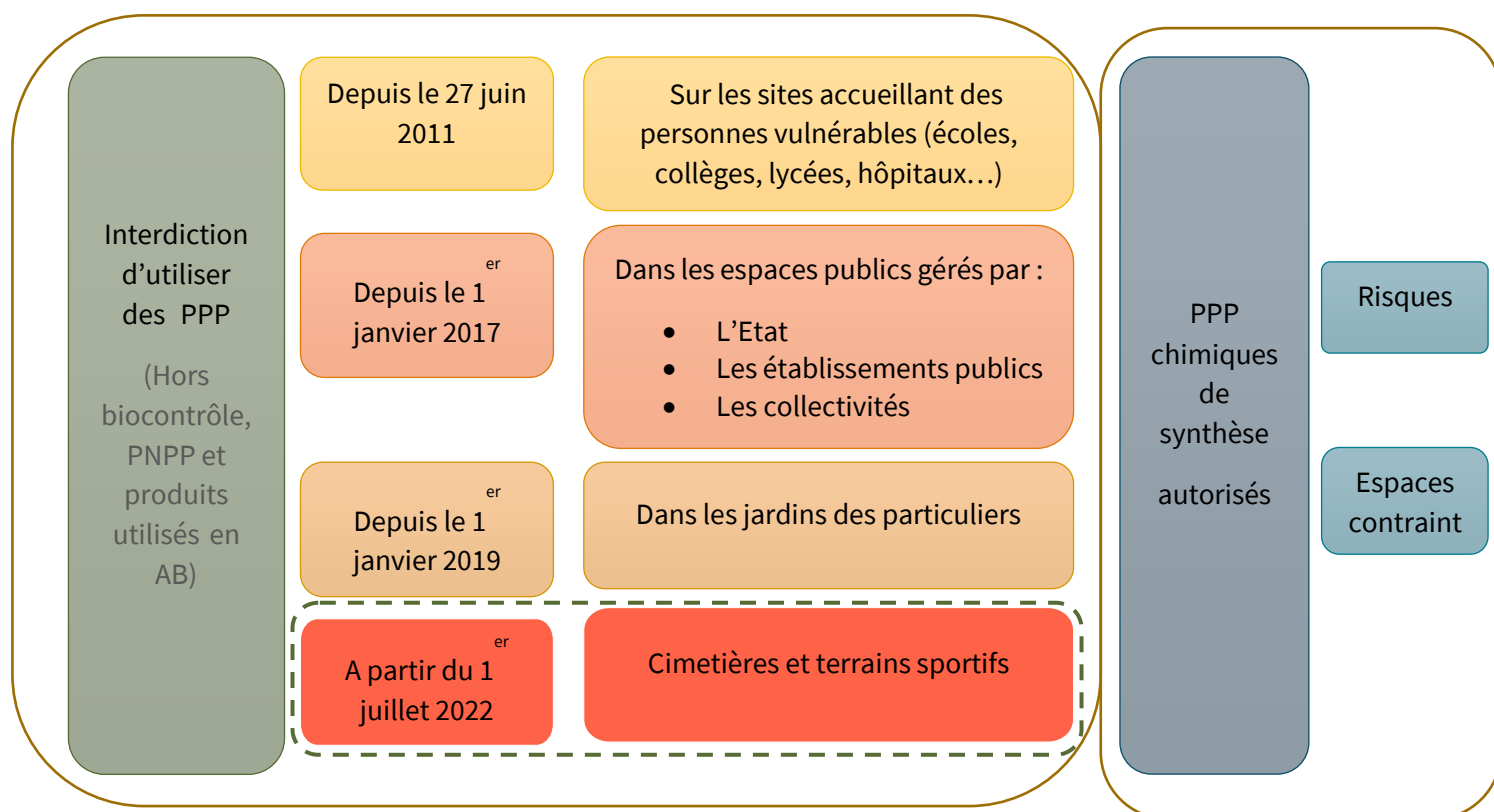 Interdiction
d’utiliser
des PPP
(Hors
biocontrôle,
PNPP et
produits
utilisés en
AB)
Depuis le 27 juin
2011
Sur les sites accueillant des
personnes vulnérables (écoles,
collèges, lycées, hôpitaux…)
Depuis le 1er
janvier 2017
Dans les espaces publics gérés par :
• L’Etat
• Les établissements publics
• Les collectivités
Depuis le 1er
janvier 2019
Dans les jardins des particuliers
A partir du 1er
juillet 2022
Cimetières et terrains sportifs
PPP
chimiques
de
synthèse
autorisés
Risques
Espaces
contraint